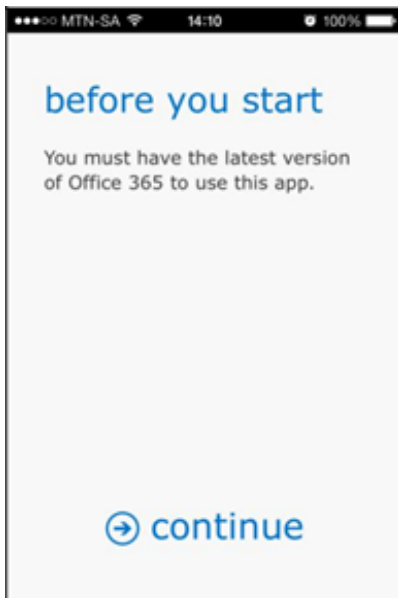 MTN-SA 14:10 100%
before you start
You must have the latest version
of Office 365 to use this app.
continue